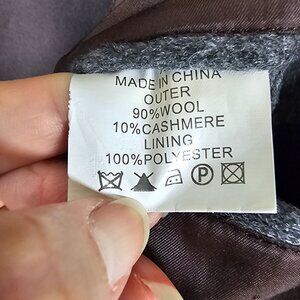 MADE IN CHINA
OUTER
90%WOOL
10%CASHMERE
LINING
100%POLYESTER
P